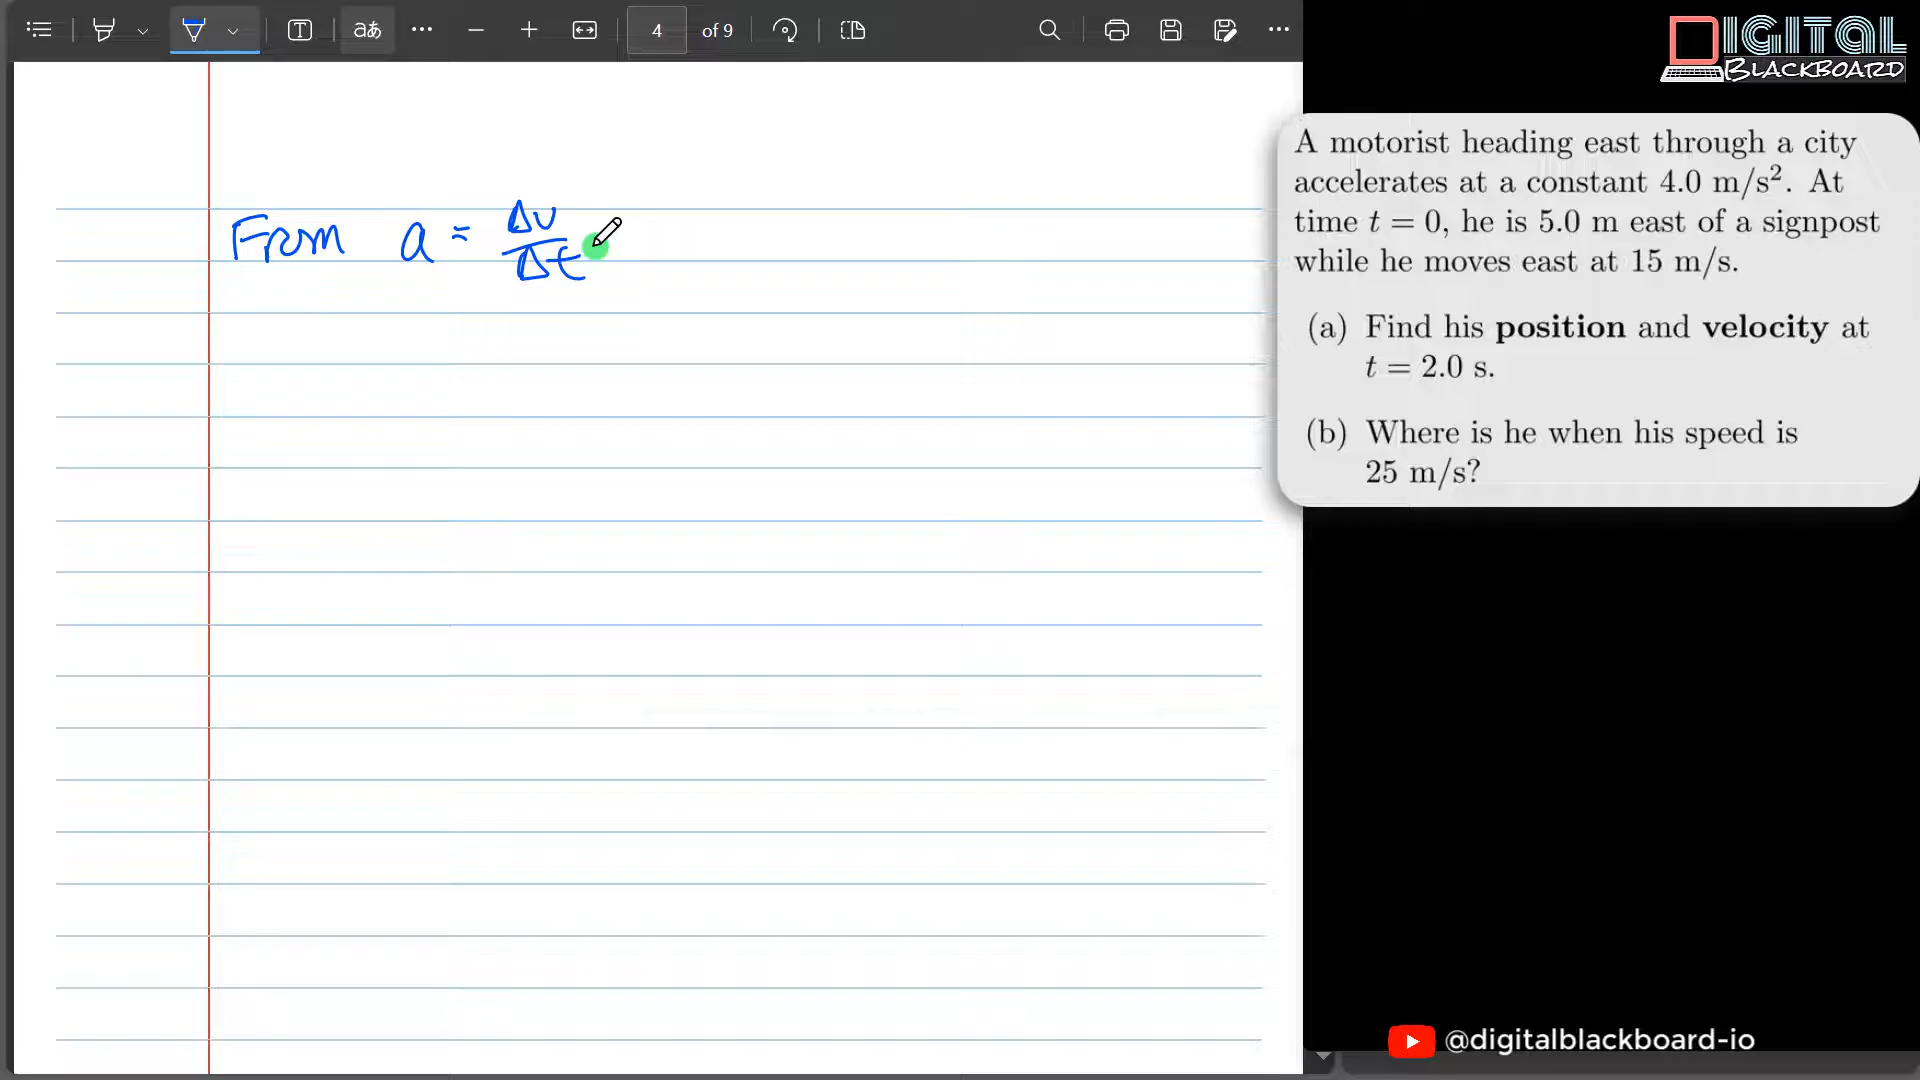 aあ
4 of 9
DIGITAL
BLACKBOARD
From a = Δv/Δt
A motorist heading east through a city
accelerates at a constant 4.0 m/s². At
time t = 0, he is 5.0 m east of a signpost
while he moves east at 15 m/s.
(a) Find his position and velocity at
t = 2.0 s.
(b) Where is he when his speed is
25 m/s?
@digitalblackboard-io